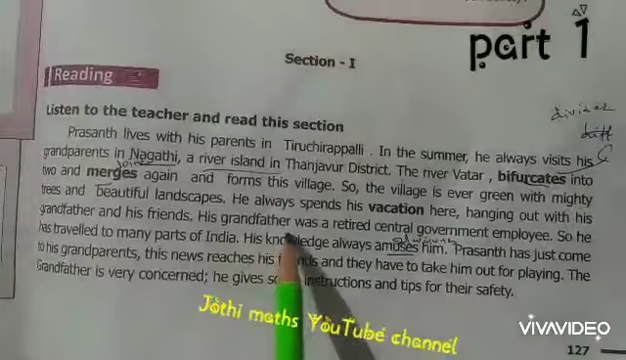 part 1
Section - I
Reading
Listen to the teacher and read this section
Prasanth lives with his parents in Tiruchirappalli . In the summer, he always visits his
grandparents in Nagathi, a river island in Thanjavur District. The river Vatar , bifurcates into
two and merges again and forms this village. So, the village is ever green with mighty
trees and beautiful landscapes. He always spends his vacation here, hanging out with his
grandfather and his friends. His grandfather was a retired central government employee. So he
has travelled to many parts of India. His knowledge always amuses him. Prasanth has just come
to his grandparents, this news reaches his and they have to take him out for playing. The
Grandfather is very concerned; he gives instructions and tips for their safety.
Jothi maths YouTube channel
VIVAVIDEO
127